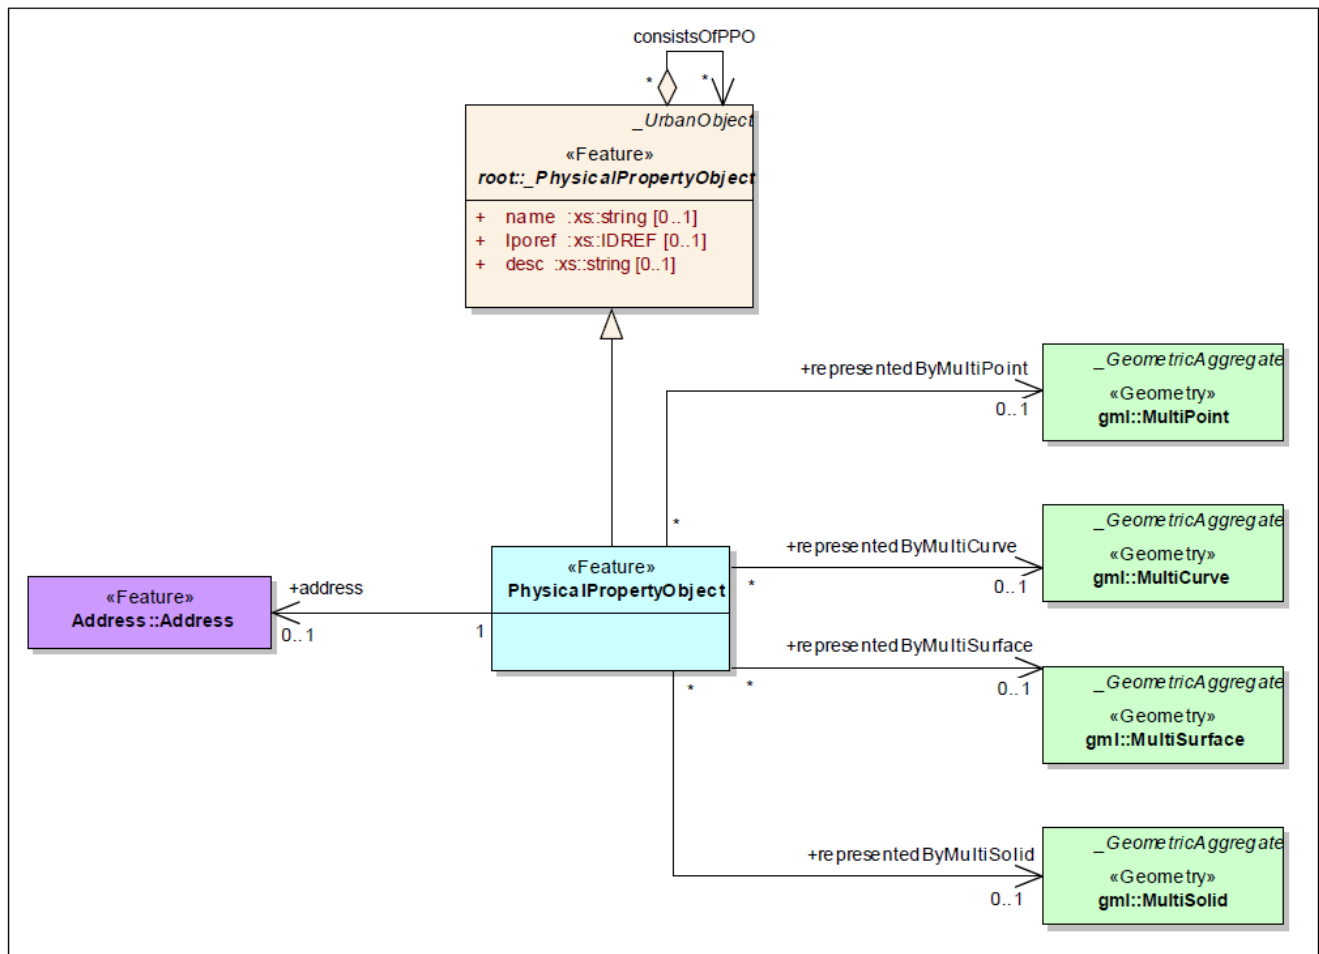 consistsOfPPO
* *
_UrbanObject
«Feature»
root::_PhysicalPropertyObject
+ name :xs::string [0..1]
+ lporef :xs::IDREF [0..1]
+ desc :xs::string [0..1]
+representedByMultiPoint
0..1
*
_GeometricAggregate
«Geometry»
gml::MultiPoint
+representedByMultiCurve
* 0..1
_GeometricAggregate
«Geometry»
gml::MultiCurve
«Feature»
PhysicalPropertyObject
+address
0..1 1
«Feature»
Address::Address
+representedByMultiSurface
* 0..1
_GeometricAggregate
«Geometry»
gml::MultiSurface
*
+representedByMultiSolid
0..1
_GeometricAggregate
«Geometry»
gml::MultiSolid